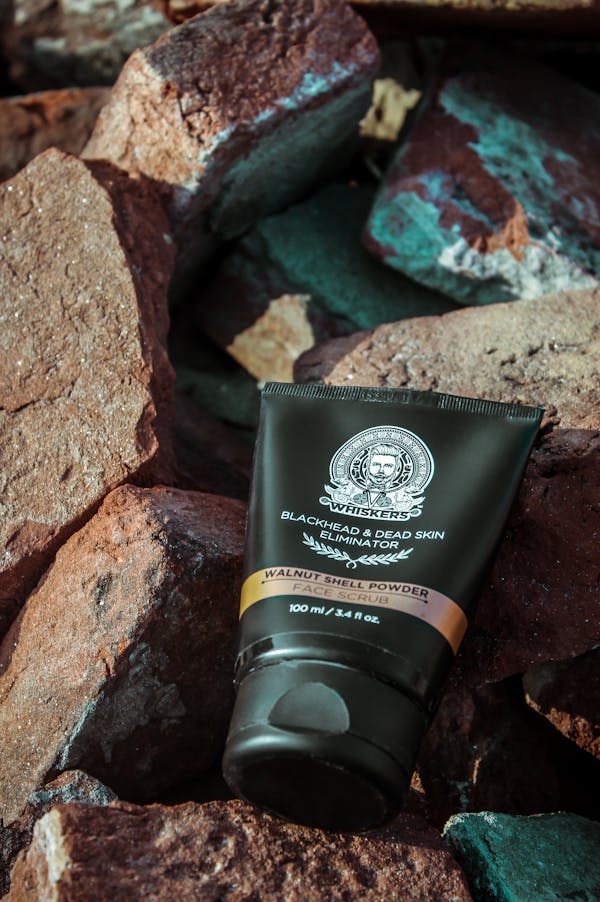 WHISKERS
BLACKHEAD & DEAD SKIN
ELIMINATOR
WALNUT SHELL POWDER
FACE SCRUB
100 ml / 3.4 fl oz.